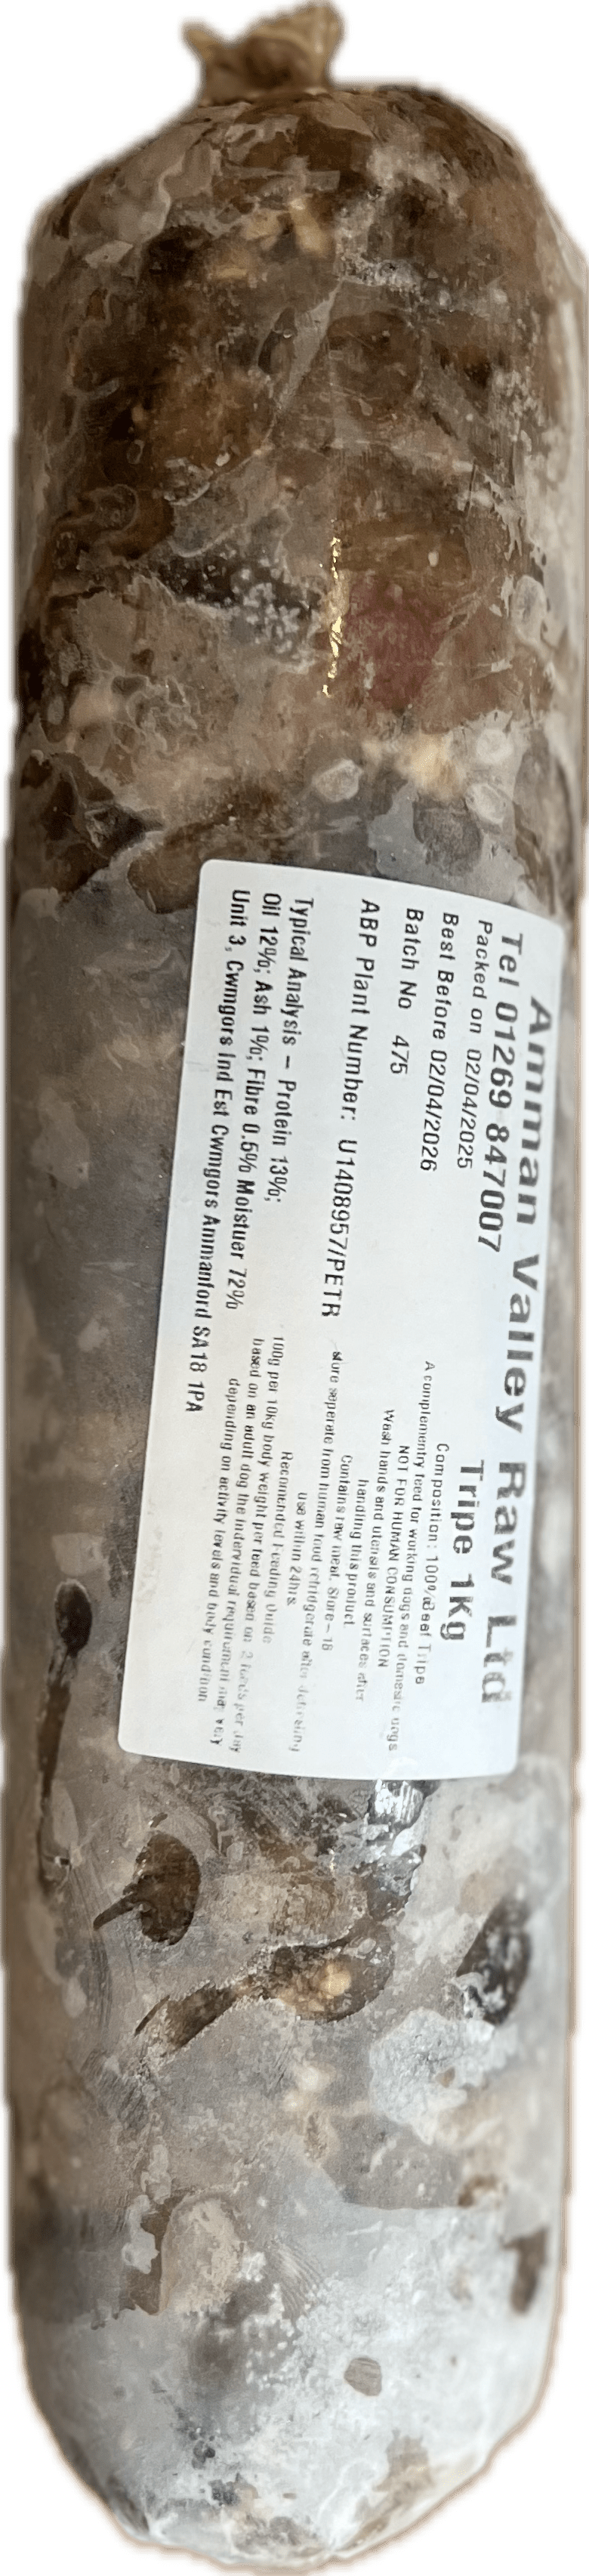 Amman Valley Raw Ltd
Tel 01269 847007
Tripe 1Kg
Packed on 02/04/2025
Composition: 100%Beef Tripe
Best Before 02/04/2026
A complementry feed for working dogs and domestic dogs
NOT FOR HUMAN CONSUMPTION
Batch No 475
Wash hands and utensils and surfaces after
handling this product
ABP Plant Number: U1408957/PETR
Contains raw meat. Store – 18
store seperate from human food refridgerate after defrosting
use within 24hrs.
Typical Analysis – Protein 13%;
Recomended Feeding Guide
Oil 12%; Ash 1%; Fibre 0.5% Moistuer 72%
100g per 10kg body weight per feed based on 2 feeds per day
based on an adult dog the indervidual requirement may very
depending on activity levels and body condition
Unit 3, Cwmgors Ind Est Cwmgors Ammanford SA18 1PA